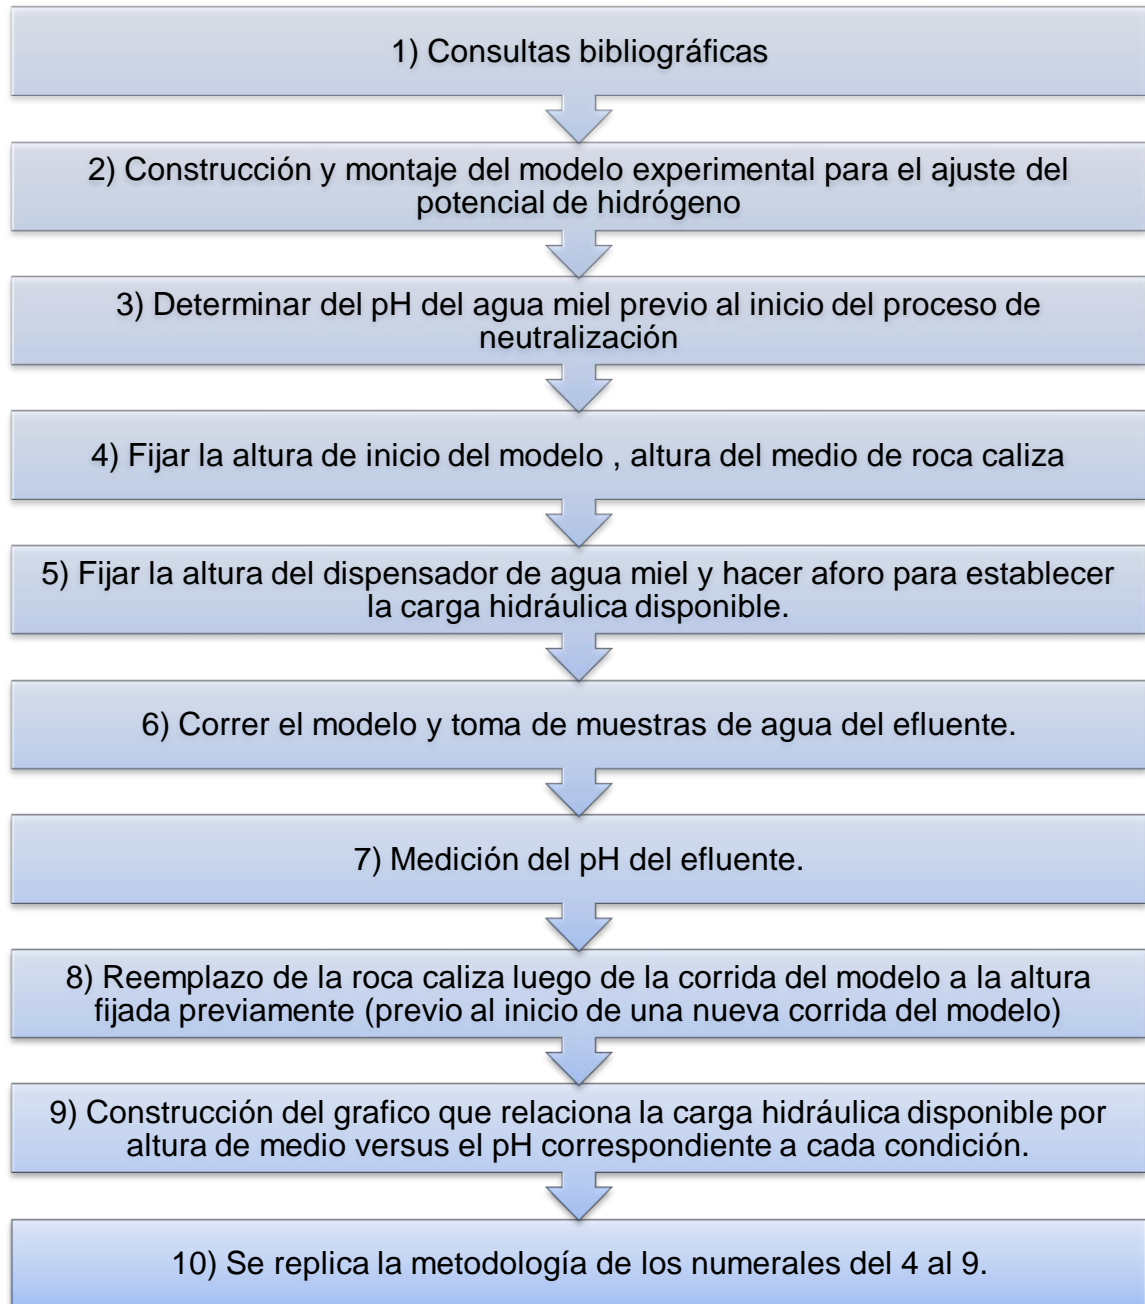 1) Consultas bibliográficas
2) Construcción y montaje del modelo experimental para el ajuste del
potencial de hidrógeno
3) Determinar del pH del agua miel previo al inicio del proceso de
neutralización
4) Fijar la altura de inicio del modelo , altura del medio de roca caliza
5) Fijar la altura del dispensador de agua miel y hacer aforo para establecer
la carga hidráulica disponible.
6) Correr el modelo y toma de muestras de agua del efluente.
7) Medición del pH del efluente.
8) Reemplazo de la roca caliza luego de la corrida del modelo a la altura
fijada previamente (previo al inicio de una nueva corrida del modelo)
9) Construcción del grafico que relaciona la carga hidráulica disponible por
altura de medio versus el pH correspondiente a cada condición.
10) Se replica la metodología de los numerales del 4 al 9.